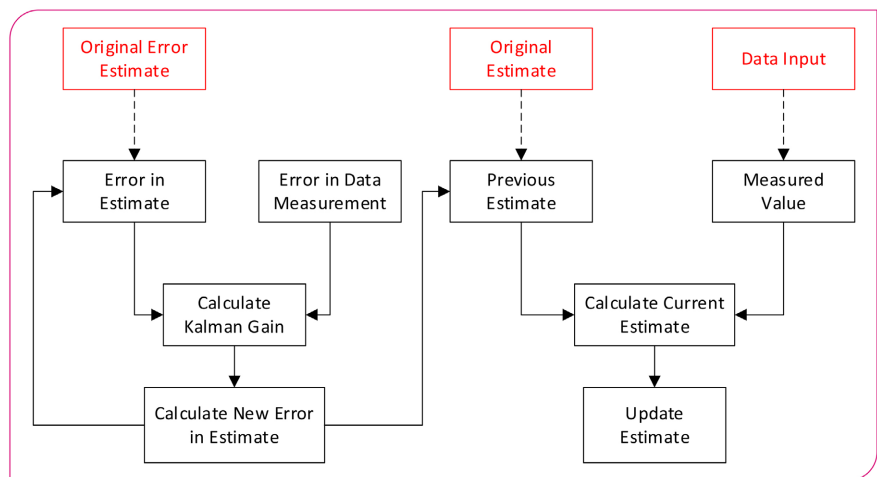 Original Error
Estimate
Original
Estimate
Data Input
Error in
Estimate
Error in Data
Measurement
Previous
Estimate
Measured
Value
Calculate
Kalman Gain
Calculate Current
Estimate
Calculate New Error
in Estimate
Update
Estimate